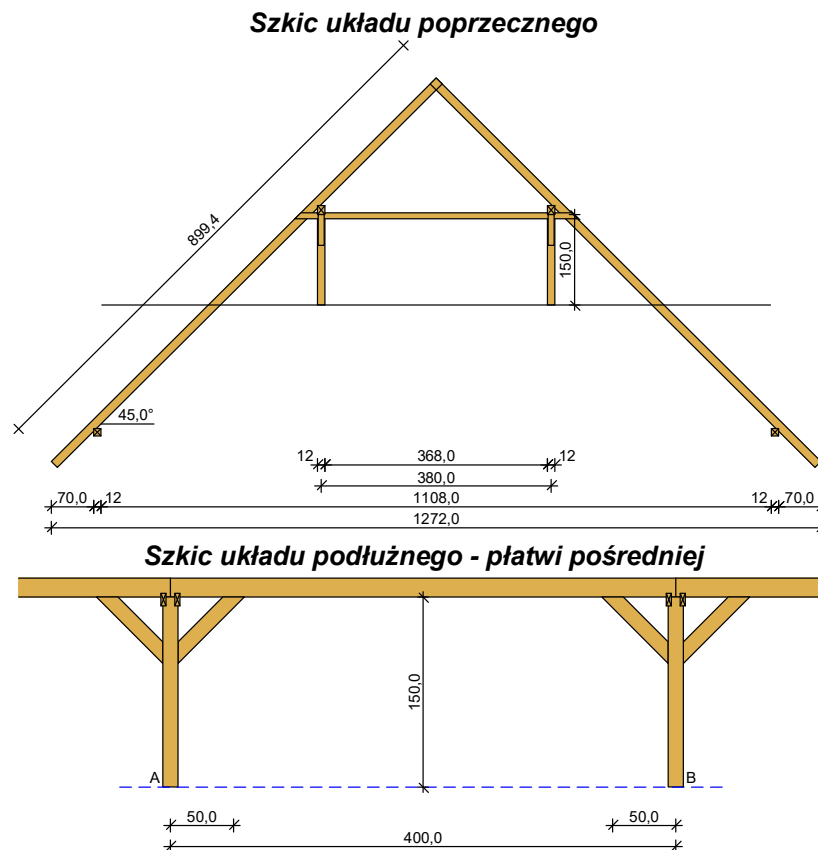 Szkic układu poprzecznego
899,4
150,0
45,0°
12 368,0 12
380,0
70,0 12 1108,0 12 70,0
1272,0
Szkic układu podłużnego - płatwi pośredniej
150,0
A B
50,0 50,0
400,0